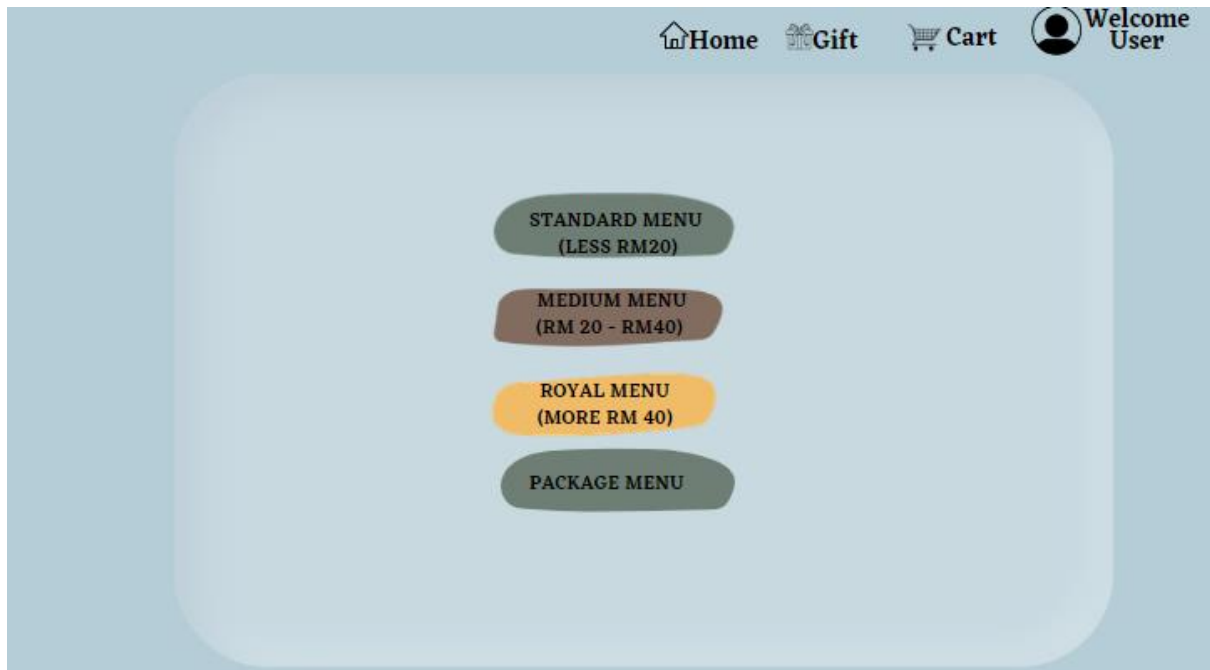 Home Gift Cart Welcome
User
STANDARD MENU
(LESS RM20)
MEDIUM MENU
(RM 20 - RM40)
ROYAL MENU
(MORE RM 40)
PACKAGE MENU